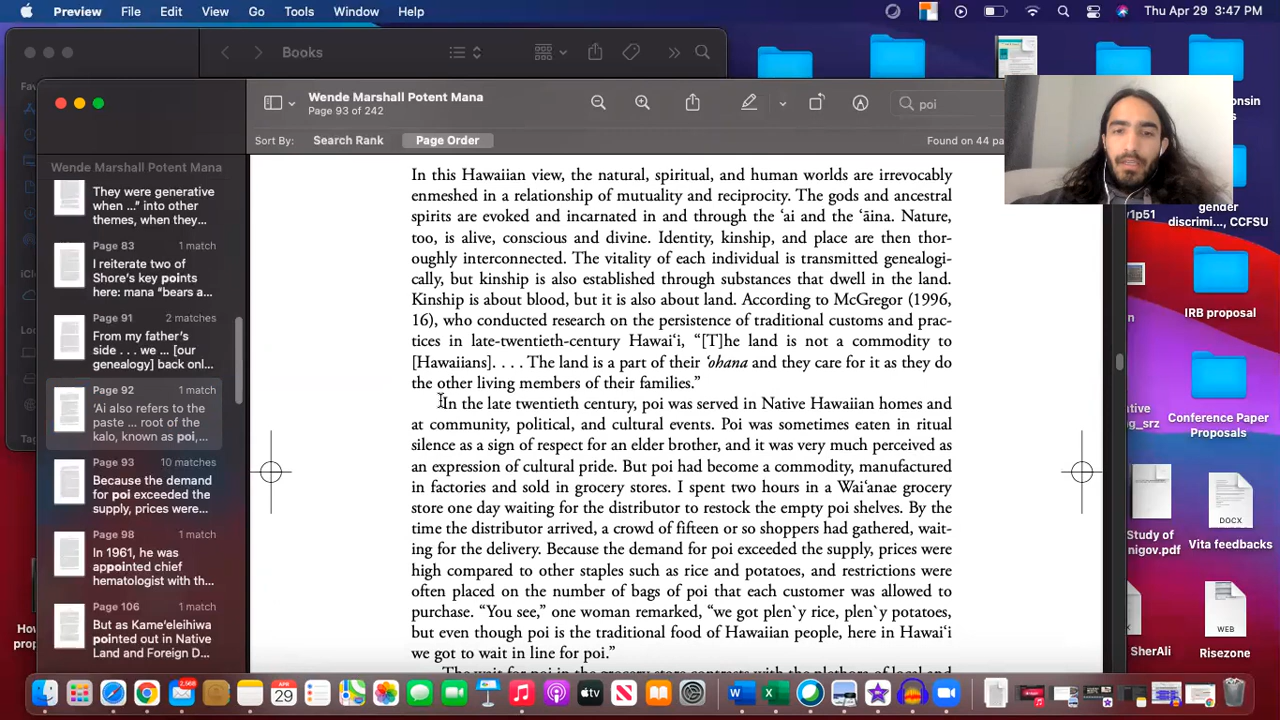 Preview File Edit View Go Tools Window Help Thu Apr 29 3:47 PM
Books
Wende Marshall Potent Mana
Page 93 of 242
poi
Sort By: Search Rank Page Order Found on 44 pa
Wende Marshall Potent Mana
They were generative
when ...” into other
themes, when they...
Page 83 1 match
I reiterate two of
Shore's key points
here: mana “bears a...
Page 91 2 matches
From my father's
side . . . we ... [our
genealogy] back onl...
Page 92 1 match
‘Ai also refers to the
paste ... root of the
kalo, known as poi,...
Page 93 10 matches
Because the demand
for poi exceeded the
supply, prices were...
Page 98 1 match
In 1961, he was
appointed chief
hematologist with th...
Page 106 1 match
But as Kame‘eleihiwa
pointed out in Native
Land and Foreign D...
In this Hawaiian view, the natural, spiritual, and human worlds are irrevocably
enmeshed in a relationship of mutuality and reciprocity. The gods and ancestral
spirits are evoked and incarnated in and through the ‘ai and the ‘āina. Nature,
too, is alive, conscious and divine. Identity, kinship, and place are then thor-
oughly interconnected. The vitality of each individual is transmitted genealogi-
cally, but kinship is also established through substances that dwell in the land.
Kinship is about blood, but it is also about land. According to McGregor (1996,
16), who conducted research on the persistence of traditional customs and prac-
tices in late-twentieth-century Hawai‘i, “[T]he land is not a commodity to
[Hawaiians]. . . . The land is a part of their ‘ohana and they care for it as they do
the other living members of their families.”
In the late twentieth century, poi was served in Native Hawaiian homes and
at community, political, and cultural events. Poi was sometimes eaten in ritual
silence as a sign of respect for an elder brother, and it was very much perceived as
an expression of cultural pride. But poi had become a commodity, manufactured
in factories and sold in grocery stores. I spent two hours in a Wai‘anae grocery
store one day waiting for the distributor to restock the empty poi shelves. By the
time the distributor arrived, a crowd of fifteen or so shoppers had gathered, wait-
ing for the delivery. Because the demand for poi exceeded the supply, prices were
high compared to other staples such as rice and potatoes, and restrictions were
often placed on the number of bags of poi that each customer was allowed to
purchase. “You see,” one woman remarked, “we got plen`y rice, plen`y potatoes,
but even though poi is the traditional food of Hawaiian people, here in Hawai‘i
we got to wait in line for poi.”
gender
discrimi..., CCFSU
IRB proposal
Conference Paper
Proposals
DOCX
Study of
Vita feedbacks
WEB
SherAli
Risezone
APR
29
2,568